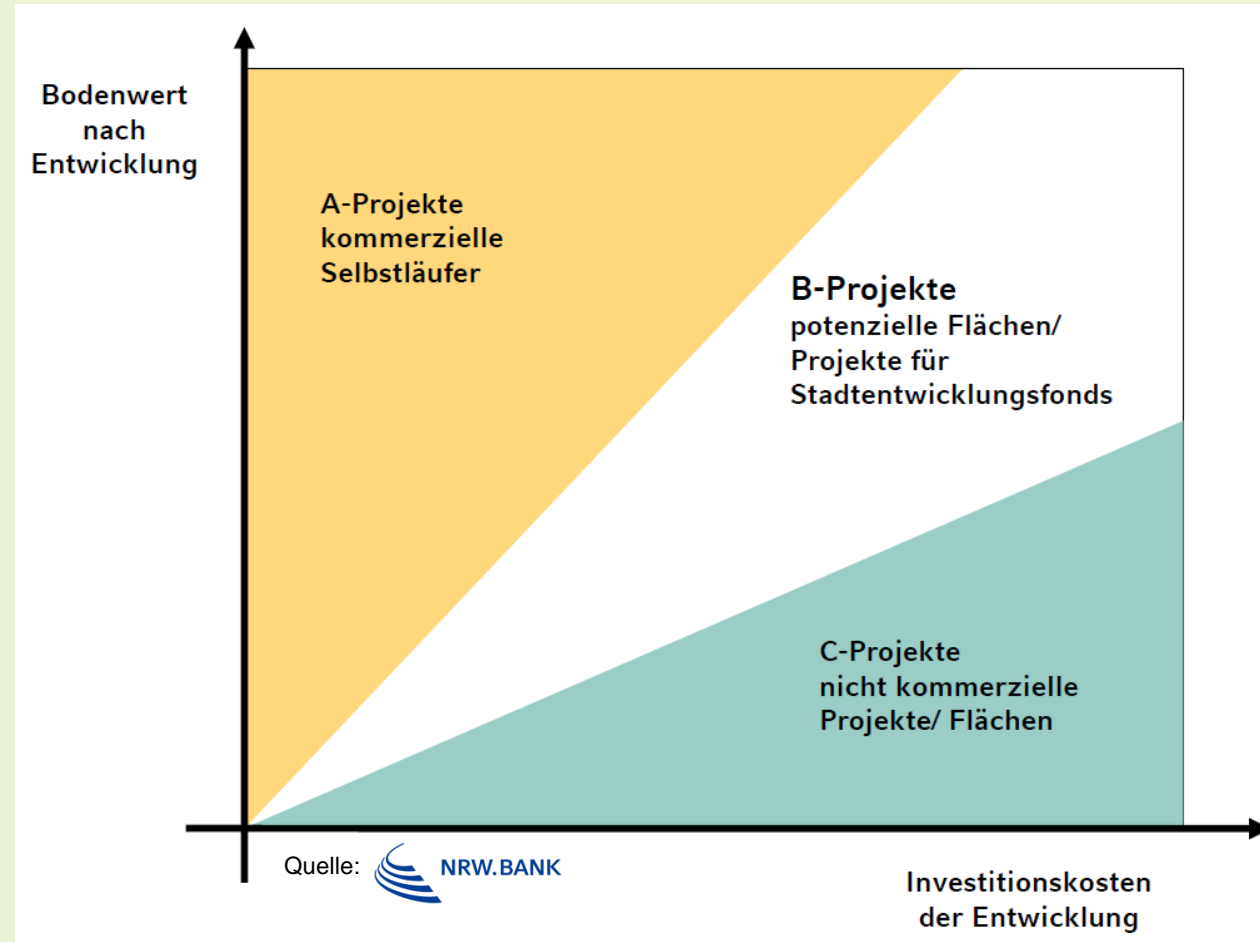 Bodenwert
nach
Entwicklung
A-Projekte
kommerzielle
Selbstläufer
B-Projekte
potenzielle Flächen/
Projekte für
Stadtentwicklungsfonds
C-Projekte
nicht kommerzielle
Projekte/ Flächen
Quelle: NRW.BANK
Investitionskosten
der Entwicklung